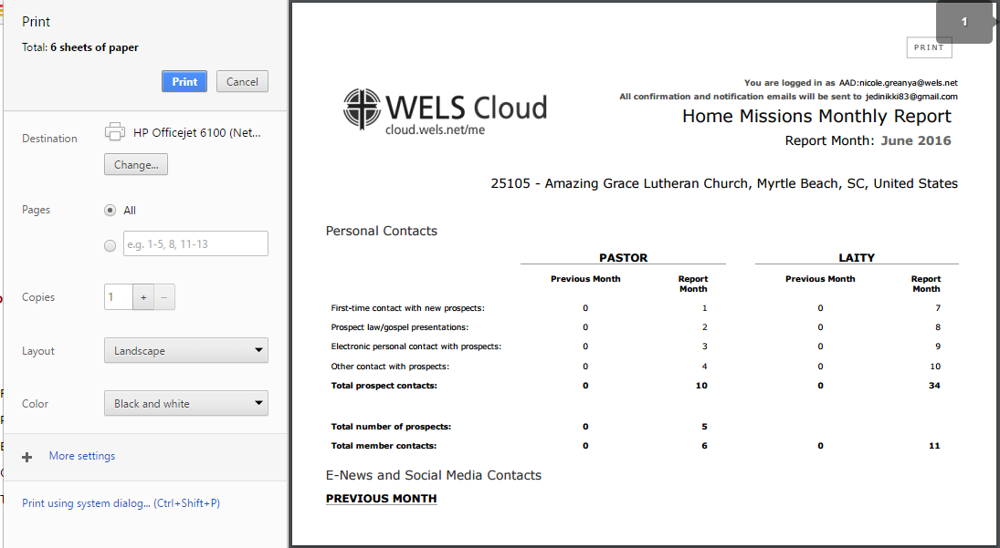 Print
Total: 6 sheets of paper
Print Cancel
Destination HP Officejet 6100 (Net...
Change...
Pages All
e.g. 1-5, 8, 11-13
Copies 1 + −
Layout Landscape
Color Black and white
+ More settings
Print using system dialog... (Ctrl+Shift+P)
1
PRINT
You are logged in as AAD:nicole.greanya@wels.net
All confirmation and notification emails will be sent to jedinikki83@gmail.com
WELS Cloud
cloud.wels.net/me
Home Missions Monthly Report
Report Month: June 2016
25105 - Amazing Grace Lutheran Church, Myrtle Beach, SC, United States
Personal Contacts
PASTOR LAITY
Previous Month Report Month Previous Month Report Month
First-time contact with new prospects: 0 1 0 7
Prospect law/gospel presentations: 0 2 0 8
Electronic personal contact with prospects: 0 3 0 9
Other contact with prospects: 0 4 0 10
Total prospect contacts: 0 10 0 34
Total number of prospects: 0 5
Total member contacts: 0 6 0 11
E-News and Social Media Contacts
PREVIOUS MONTH